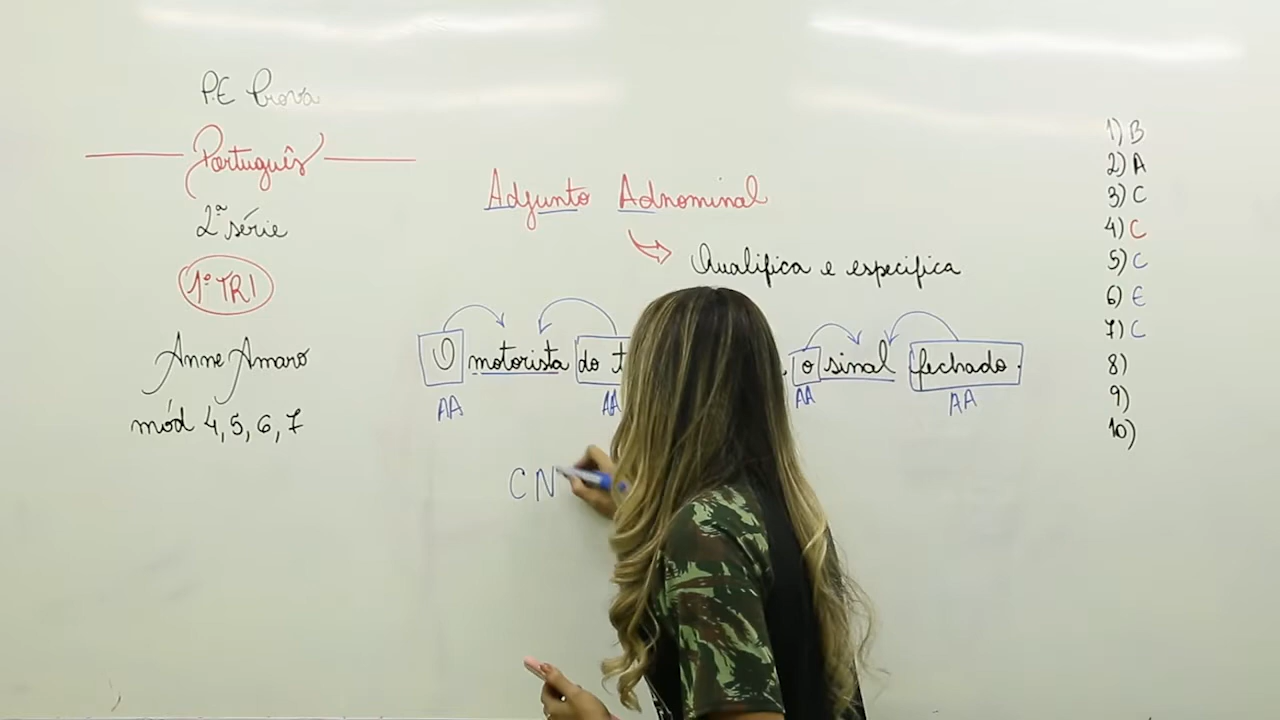 P.E Prova
Português
2ª série
1º TRI
Anne Amaro
mód 4, 5, 6, 7
Adjunto Adnominal
Qualifica e especifica
O motorista do t , o sinal fechado.
AA AA AA AA
CN
1) B
2) A
3) C
4) C
5) C
6) E
7) C
8)
9)
10)